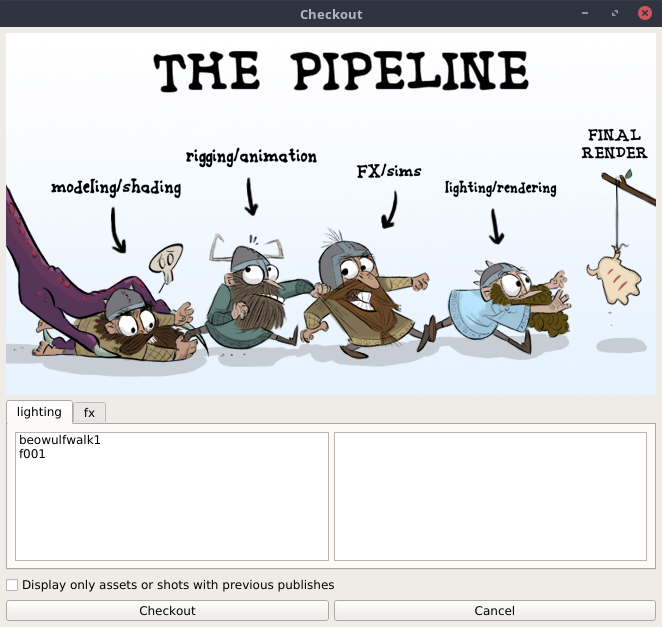 Checkout
THE PIPELINE
FINAL
RENDER
rigging/animation
FX/sims
modeling/shading
lighting/rendering
lighting
fx
beowulfwalk1
f001
Display only assets or shots with previous publishes
Checkout
Cancel